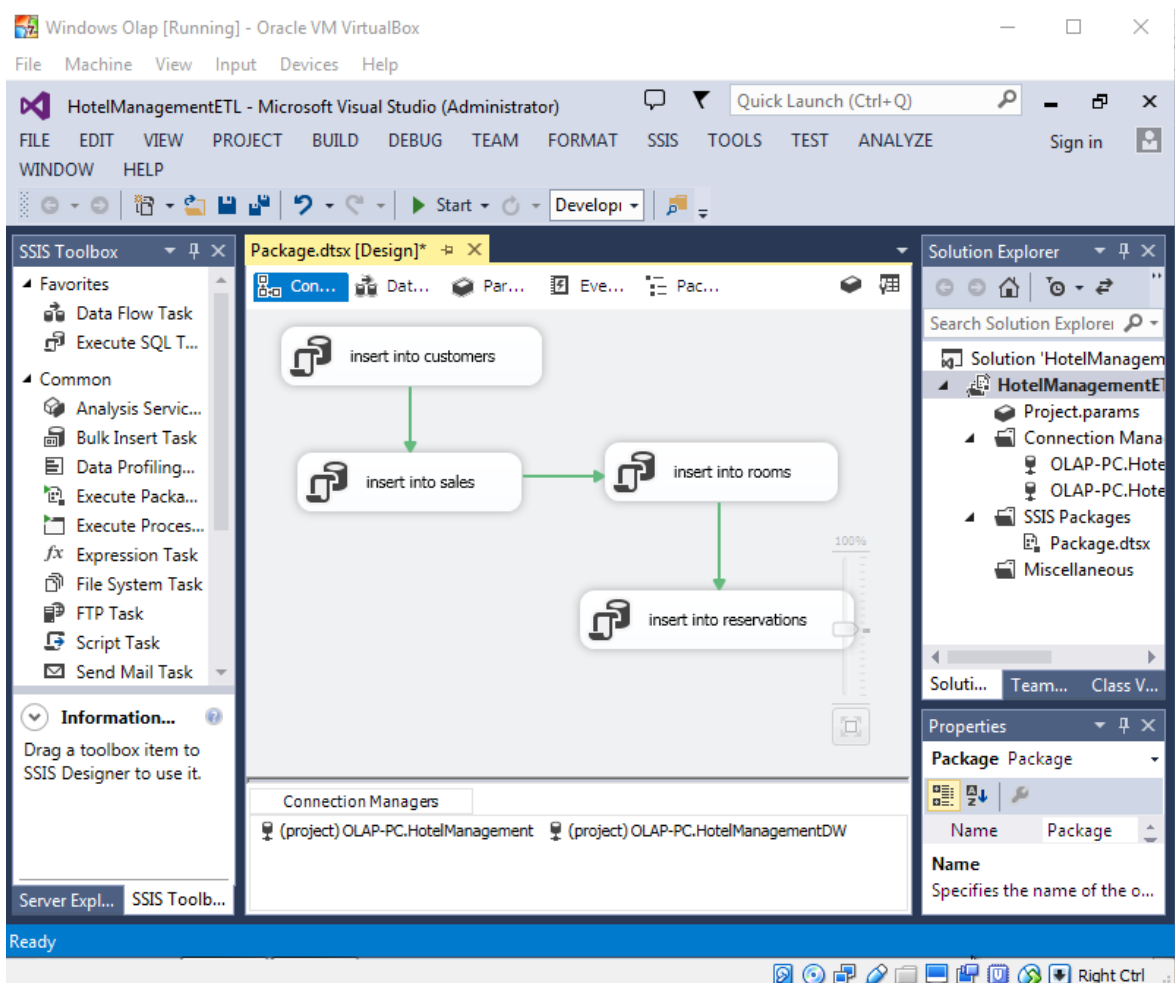 Windows Olap [Running] - Oracle VM VirtualBox
File Machine View Input Devices Help
HotelManagementETL - Microsoft Visual Studio (Administrator)
Quick Launch (Ctrl+Q)
FILE EDIT VIEW PROJECT BUILD DEBUG TEAM FORMAT SSIS TOOLS TEST ANALYZE
Sign in
WINDOW HELP
Start
Developi
SSIS Toolbox
Favorites
Data Flow Task
Execute SQL T...
Common
Analysis Servic...
Bulk Insert Task
Data Profiling...
Execute Packa...
Execute Proces...
fx Expression Task
File System Task
FTP Task
Script Task
Send Mail Task
Information...
Drag a toolbox item to
SSIS Designer to use it.
Server Expl... SSIS Toolb...
Package.dtsx [Design]*
Con... Dat... Par... Eve... Pac...
insert into customers
insert into sales
insert into rooms
insert into reservations
100%
Connection Managers
(project) OLAP-PC.HotelManagement (project) OLAP-PC.HotelManagementDW
Solution Explorer
Search Solution Explorer
Solution 'HotelManagem
HotelManagementE
Project.params
Connection Mana
OLAP-PC.Hote
OLAP-PC.Hote
SSIS Packages
Package.dtsx
Miscellaneous
Soluti... Team... Class V...
Properties
Package Package
Name Package
Name
Specifies the name of the o...
Ready
Right Ctrl